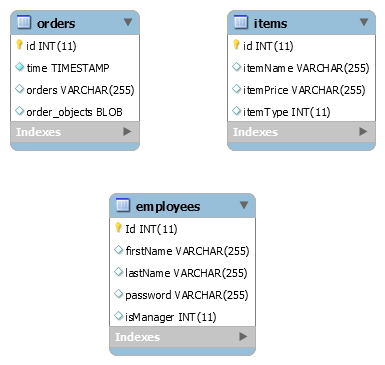 orders
id INT(11)
time TIMESTAMP
orders VARCHAR(255)
order_objects BLOB
Indexes
items
id INT(11)
itemName VARCHAR(255)
itemPrice VARCHAR(255)
itemType INT(11)
Indexes
employees
Id INT(11)
firstName VARCHAR(255)
lastName VARCHAR(255)
password VARCHAR(255)
isManager INT(11)
Indexes